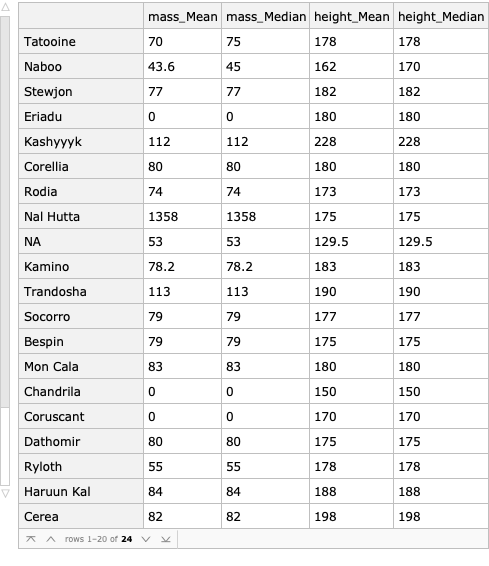 mass_Mean mass_Median height_Mean height_Median
Tatooine 70 75 178 178
Naboo 43.6 45 162 170
Stewjon 77 77 182 182
Eriadu 0 0 180 180
Kashyyyk 112 112 228 228
Corellia 80 80 180 180
Rodia 74 74 173 173
Nal Hutta 1358 1358 175 175
NA 53 53 129.5 129.5
Kamino 78.2 78.2 183 183
Trandosha 113 113 190 190
Socorro 79 79 177 177
Bespin 79 79 175 175
Mon Cala 83 83 180 180
Chandrila 0 0 150 150
Coruscant 0 0 170 170
Dathomir 80 80 175 175
Ryloth 55 55 178 178
Haruun Kal 84 84 188 188
Cerea 82 82 198 198
rows 1–20 of 24